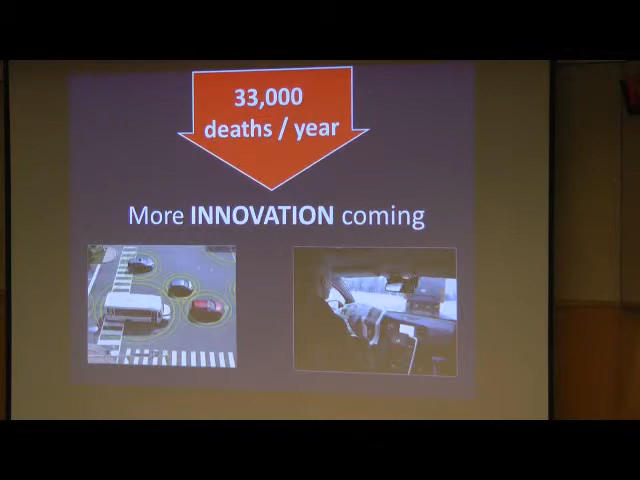 33,000
deaths / year
More INNOVATION coming